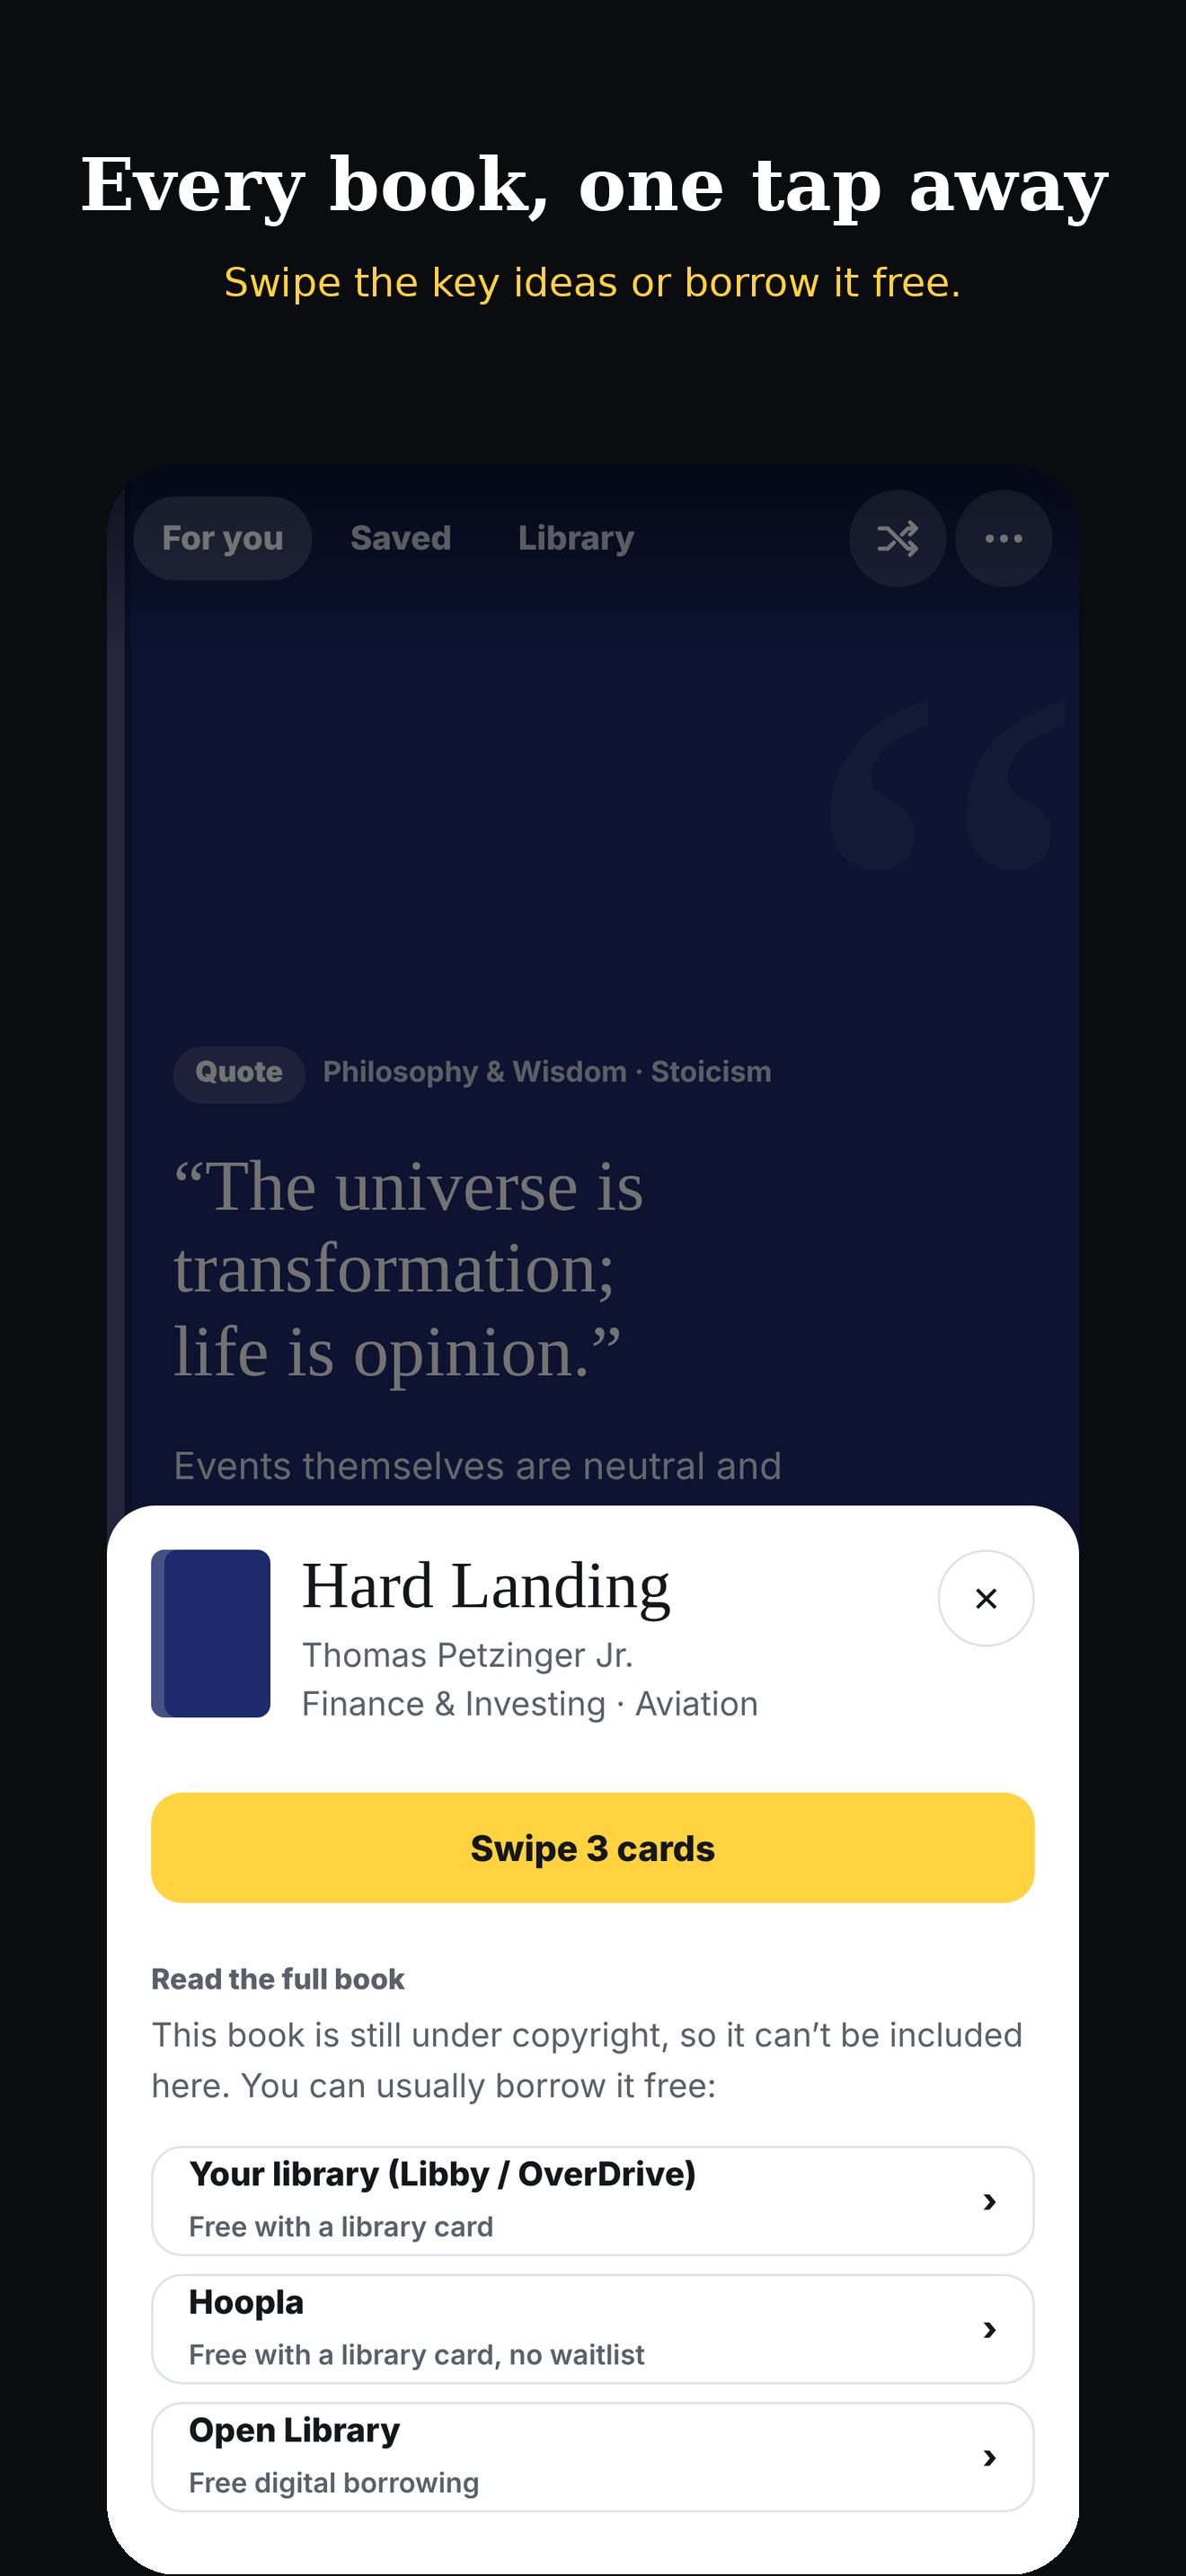 Every book, one tap away
Swipe the key ideas or borrow it free.
For you Saved Library
Quote Philosophy & Wisdom · Stoicism
“The universe is
transformation;
life is opinion.”
Events themselves are neutral and
Hard Landing
Thomas Petzinger Jr.
Finance & Investing · Aviation
Swipe 3 cards
Read the full book
This book is still under copyright, so it can’t be included
here. You can usually borrow it free:
Your library (Libby / OverDrive)
Free with a library card
Hoopla
Free with a library card, no waitlist
Open Library
Free digital borrowing